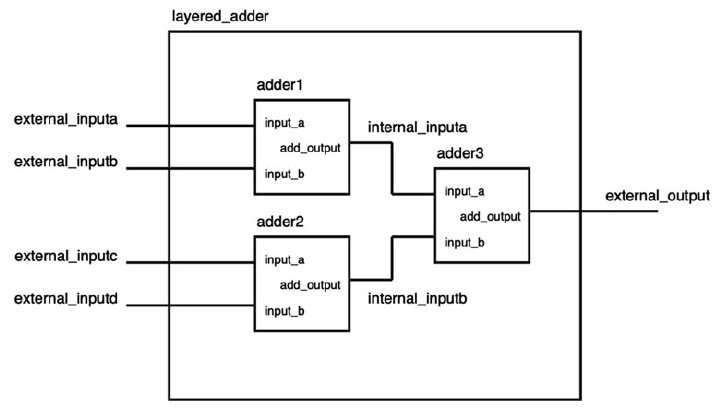 layered_adder
adder1
external_inputa
input_a
internal_inputa
add_output
external_inputb
input_b
adder3
input_a
external_output
add_output
adder2
input_b
external_inputc
input_a
add_output
external_inputd
internal_inputb
input_b